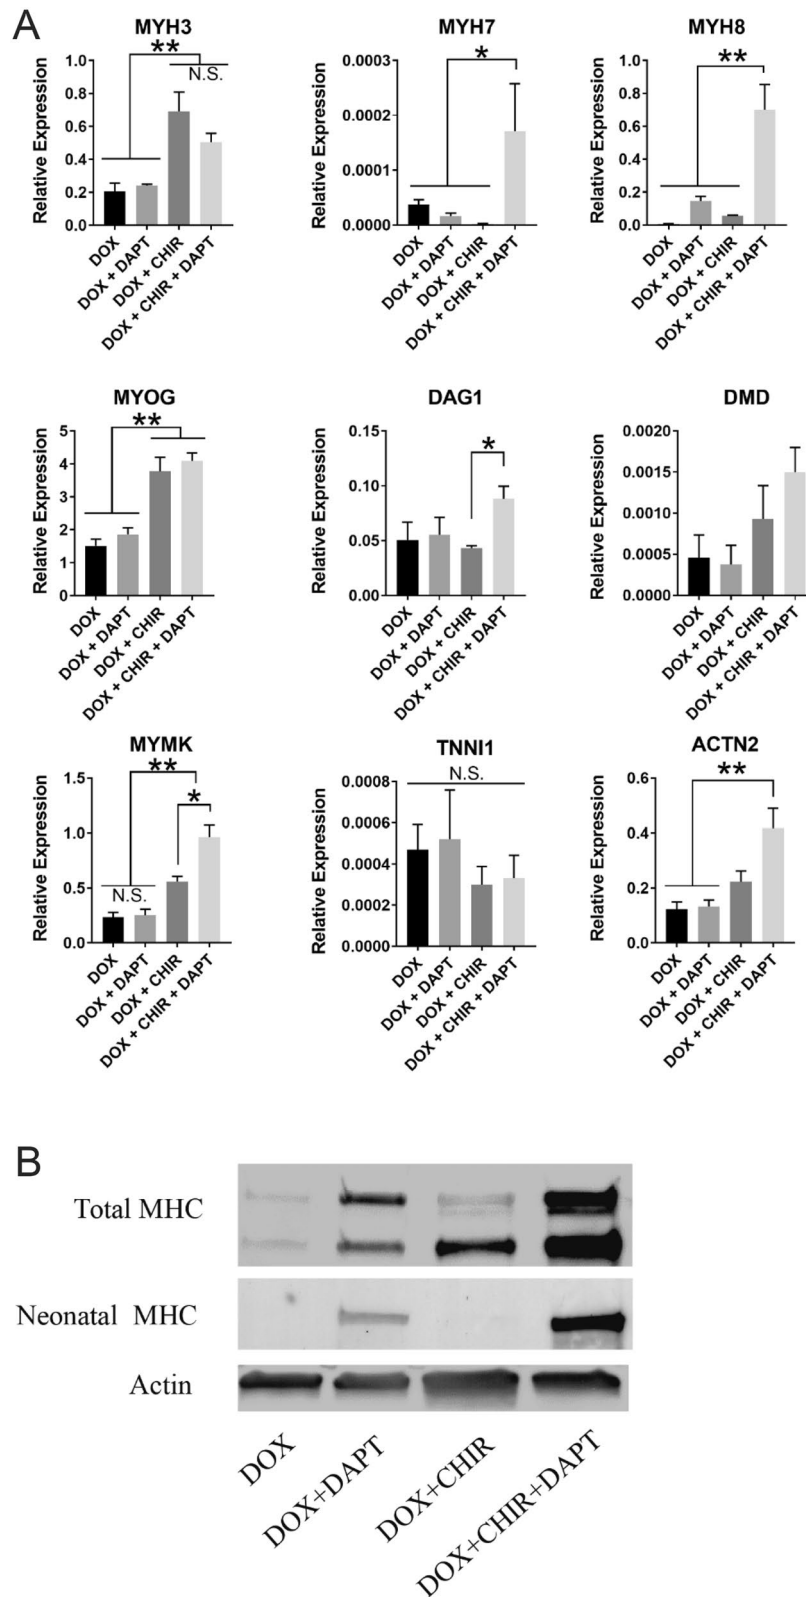 A
MYH3
**
N.S.
Relative Expression
1.0
0.8
0.6
0.4
0.2
0.0
DOX
DOX + DAPT
DOX + CHIR
DOX + CHIR + DAPT
MYH7
*
Relative Expression
0.0003
0.0002
0.0001
0.0000
DOX
DOX + DAPT
DOX + CHIR
DOX + CHIR + DAPT
MYH8
**
Relative Expression
1.0
0.8
0.6
0.4
0.2
0.0
DOX
DOX + DAPT
DOX + CHIR
DOX + CHIR + DAPT
MYOG
**
Relative Expression
5
4
3
2
1
0
DOX
DOX + DAPT
DOX + CHIR
DOX + CHIR + DAPT
DAG1
*
Relative Expression
0.15
0.10
0.05
0.00
DOX
DOX + DAPT
DOX + CHIR
DOX + CHIR + DAPT
DMD
Relative Expression
0.0020
0.0015
0.0010
0.0005
0.0000
DOX
DOX + DAPT
DOX + CHIR
DOX + CHIR + DAPT
MYMK
**
*
N.S.
Relative Expression
1.5
1.0
0.5
0.0
DOX
DOX + DAPT
DOX + CHIR
DOX + CHIR + DAPT
TNNI1
N.S.
Relative Expression
0.0008
0.0006
0.0004
0.0002
0.0000
DOX
DOX + DAPT
DOX + CHIR
DOX + CHIR + DAPT
ACTN2
**
Relative Expression
0.6
0.4
0.2
0.0
DOX
DOX + DAPT
DOX + CHIR
DOX + CHIR + DAPT
B
Total MHC
Neonatal MHC
Actin
DOX
DOX+DAPT
DOX+CHIR
DOX+CHIR+DAPT